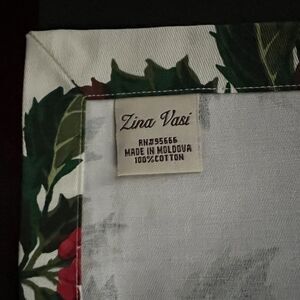 Zina Vasi
RN#95666
MADE IN MOLDOVA
100%COTTON